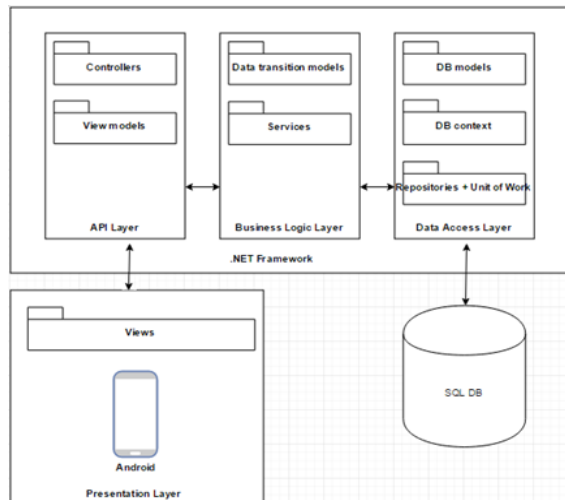 Controllers
View models
API Layer
Data transition models
Services
Business Logic Layer
DB models
DB context
Repositories + Unit of Work
Data Access Layer
.NET Framework
Views
Android
Presentation Layer
SQL DB